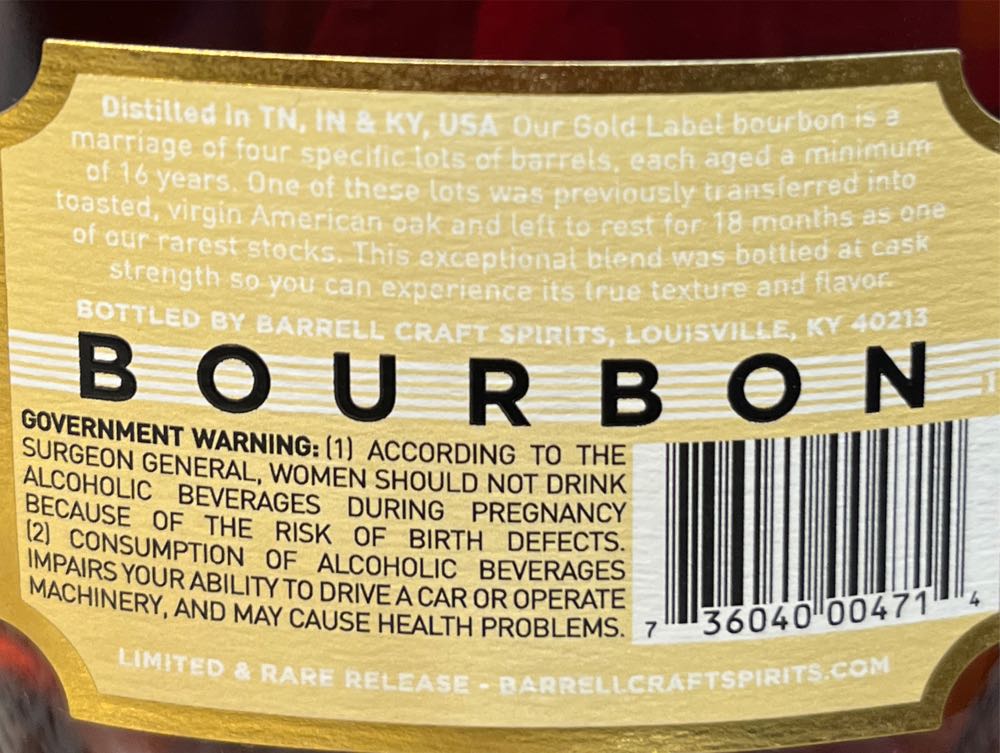 Distilled in TN, IN & KY, USA Our Gold Label bourbon is a
marriage of four specific lots of barrels, each aged a minimum
of 16 years. One of these lots was previously transferred into
toasted, virgin American oak and left to rest for 18 months as one
of our rarest stocks. This exceptional blend was bottled at cask
strength so you can experience its true texture and flavor.
BOTTLED BY BARRELL CRAFT SPIRITS, LOUISVILLE, KY 40213
BOURBON
GOVERNMENT WARNING: (1) ACCORDING TO THE
SURGEON GENERAL, WOMEN SHOULD NOT DRINK
ALCOHOLIC BEVERAGES DURING PREGNANCY
BECAUSE OF THE RISK OF BIRTH DEFECTS.
(2) CONSUMPTION OF ALCOHOLIC BEVERAGES
IMPAIRS YOUR ABILITY TO DRIVE A CAR OR OPERATE
MACHINERY, AND MAY CAUSE HEALTH PROBLEMS.
7 36040 00471 4
LIMITED & RARE RELEASE - BARRELLCRAFTSPIRITS.COM